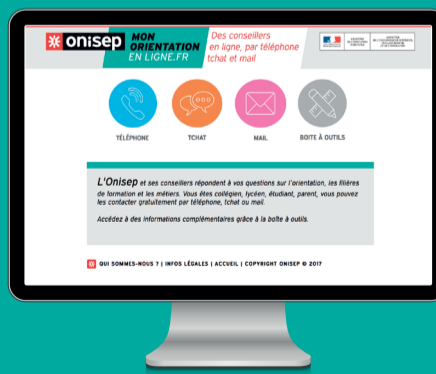 onisep
MON
ORIENTATION
EN LIGNE.FR
Des conseillers
en ligne, par téléphone
tchat et mail
TÉLÉPHONE
TCHAT
MAIL
BOITE À OUTILS
L'Onisep et ses conseillers répondent à vos questions sur l'orientation, les filières
de formation et les métiers. Vous êtes collégien, lycéen, étudiant, parent, vous pouvez
les contacter gratuitement par téléphone, tchat ou mail.
Accédez à des informations complémentaires grâce à la boîte à outils.
QUI SOMMES-NOUS ? | INFOS LÉGALES | ACCUEIL | COPYRIGHT ONISEP © 2017